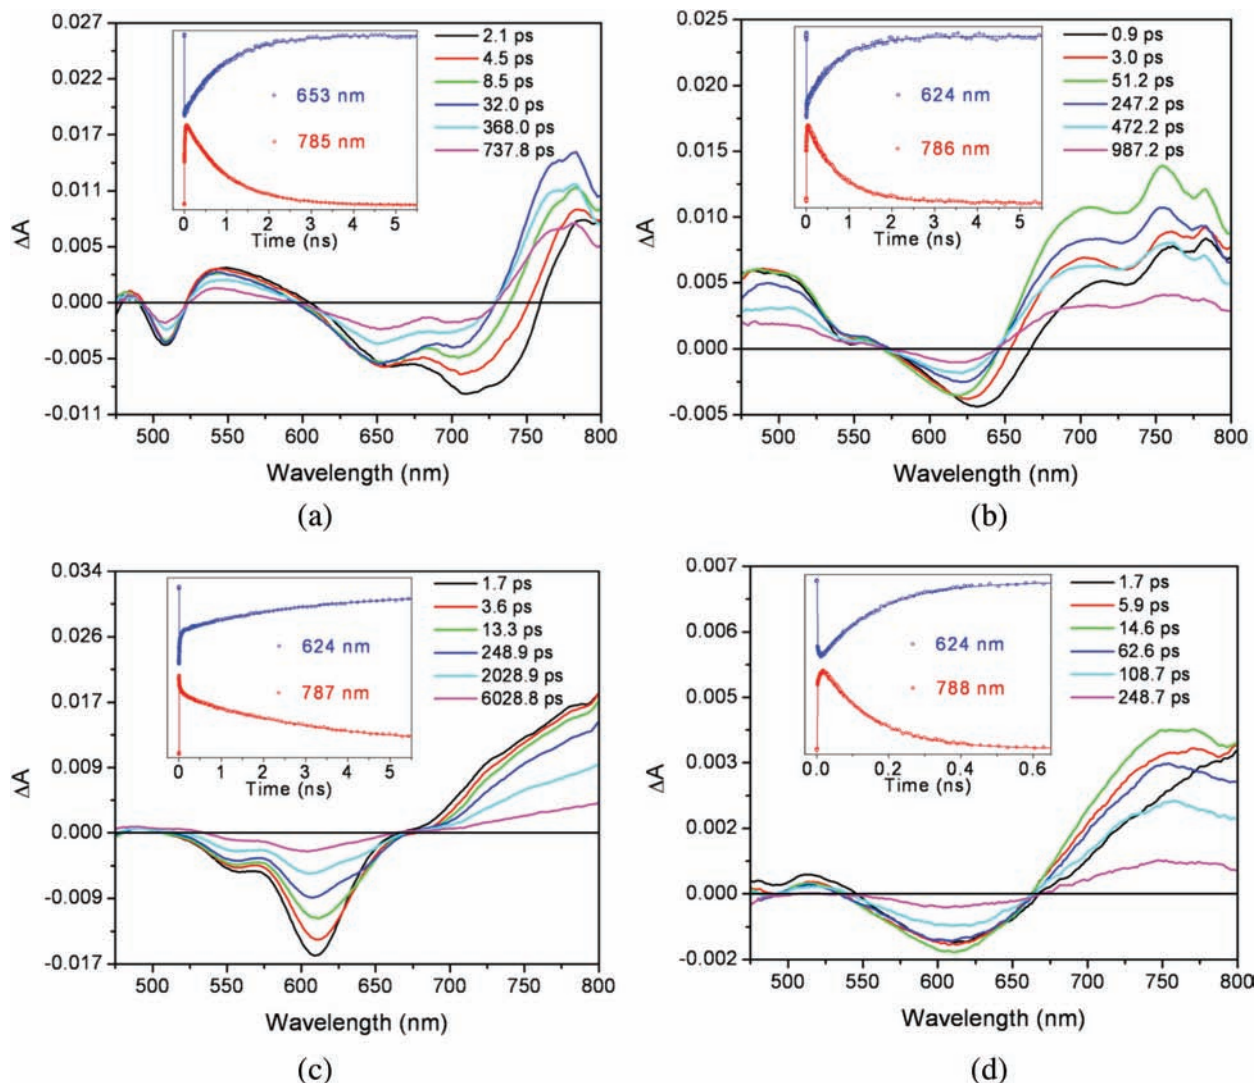 0.027
0.022
0.017
0.011
0.005
0.000
-0.005
-0.011
ΔA
653 nm
785 nm
0 1 2 3 4 5
Time (ns)
2.1 ps
4.5 ps
8.5 ps
32.0 ps
368.0 ps
737.8 ps
500 550 600 650 700 750 800
Wavelength (nm)
(a)
0.025
0.020
0.015
0.010
0.005
0.000
-0.005
ΔA
624 nm
786 nm
0 1 2 3 4 5
Time (ns)
0.9 ps
3.0 ps
51.2 ps
247.2 ps
472.2 ps
987.2 ps
500 550 600 650 700 750 800
Wavelength (nm)
(b)
0.034
0.026
0.017
0.009
0.000
-0.009
-0.017
ΔA
624 nm
787 nm
0 1 2 3 4 5
Time (ns)
1.7 ps
3.6 ps
13.3 ps
248.9 ps
2028.9 ps
6028.8 ps
500 550 600 650 700 750 800
Wavelength (nm)
(c)
0.007
0.006
0.005
0.003
0.002
0.000
-0.002
ΔA
624 nm
788 nm
0.0 0.2 0.4 0.6
Time (ns)
1.7 ps
5.9 ps
14.6 ps
62.6 ps
108.7 ps
248.7 ps
500 550 600 650 700 750 800
Wavelength (nm)
(d)